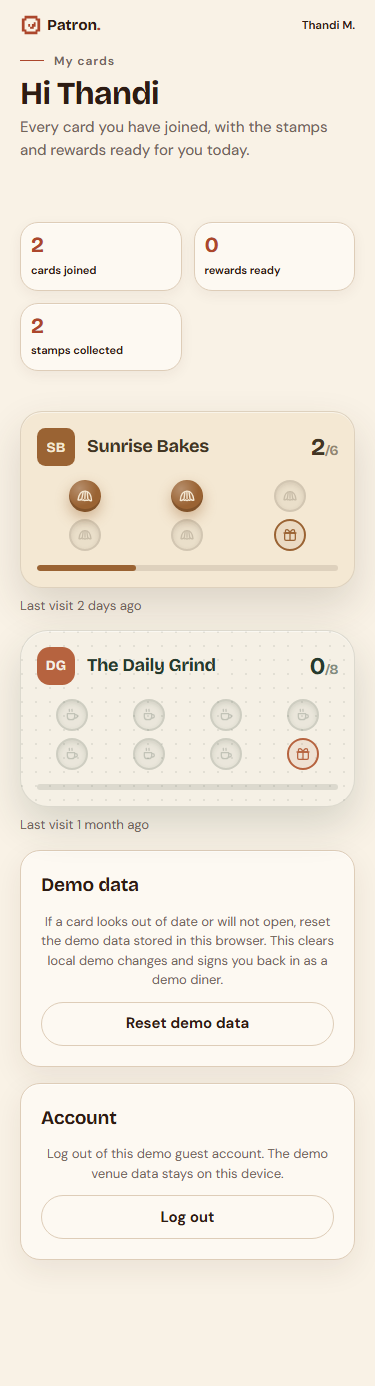 Patron.
Thandi M.
My cards
Hi Thandi
Every card you have joined, with the stamps
and rewards ready for you today.
2
cards joined
0
rewards ready
2
stamps collected
SB
Sunrise Bakes
2/6
Last visit 2 days ago
DG
The Daily Grind
0/8
Last visit 1 month ago
Demo data
If a card looks out of date or will not open, reset
the demo data stored in this browser. This clears
local demo changes and signs you back in as a
demo diner.
Reset demo data
Account
Log out of this demo guest account. The demo
venue data stays on this device.
Log out